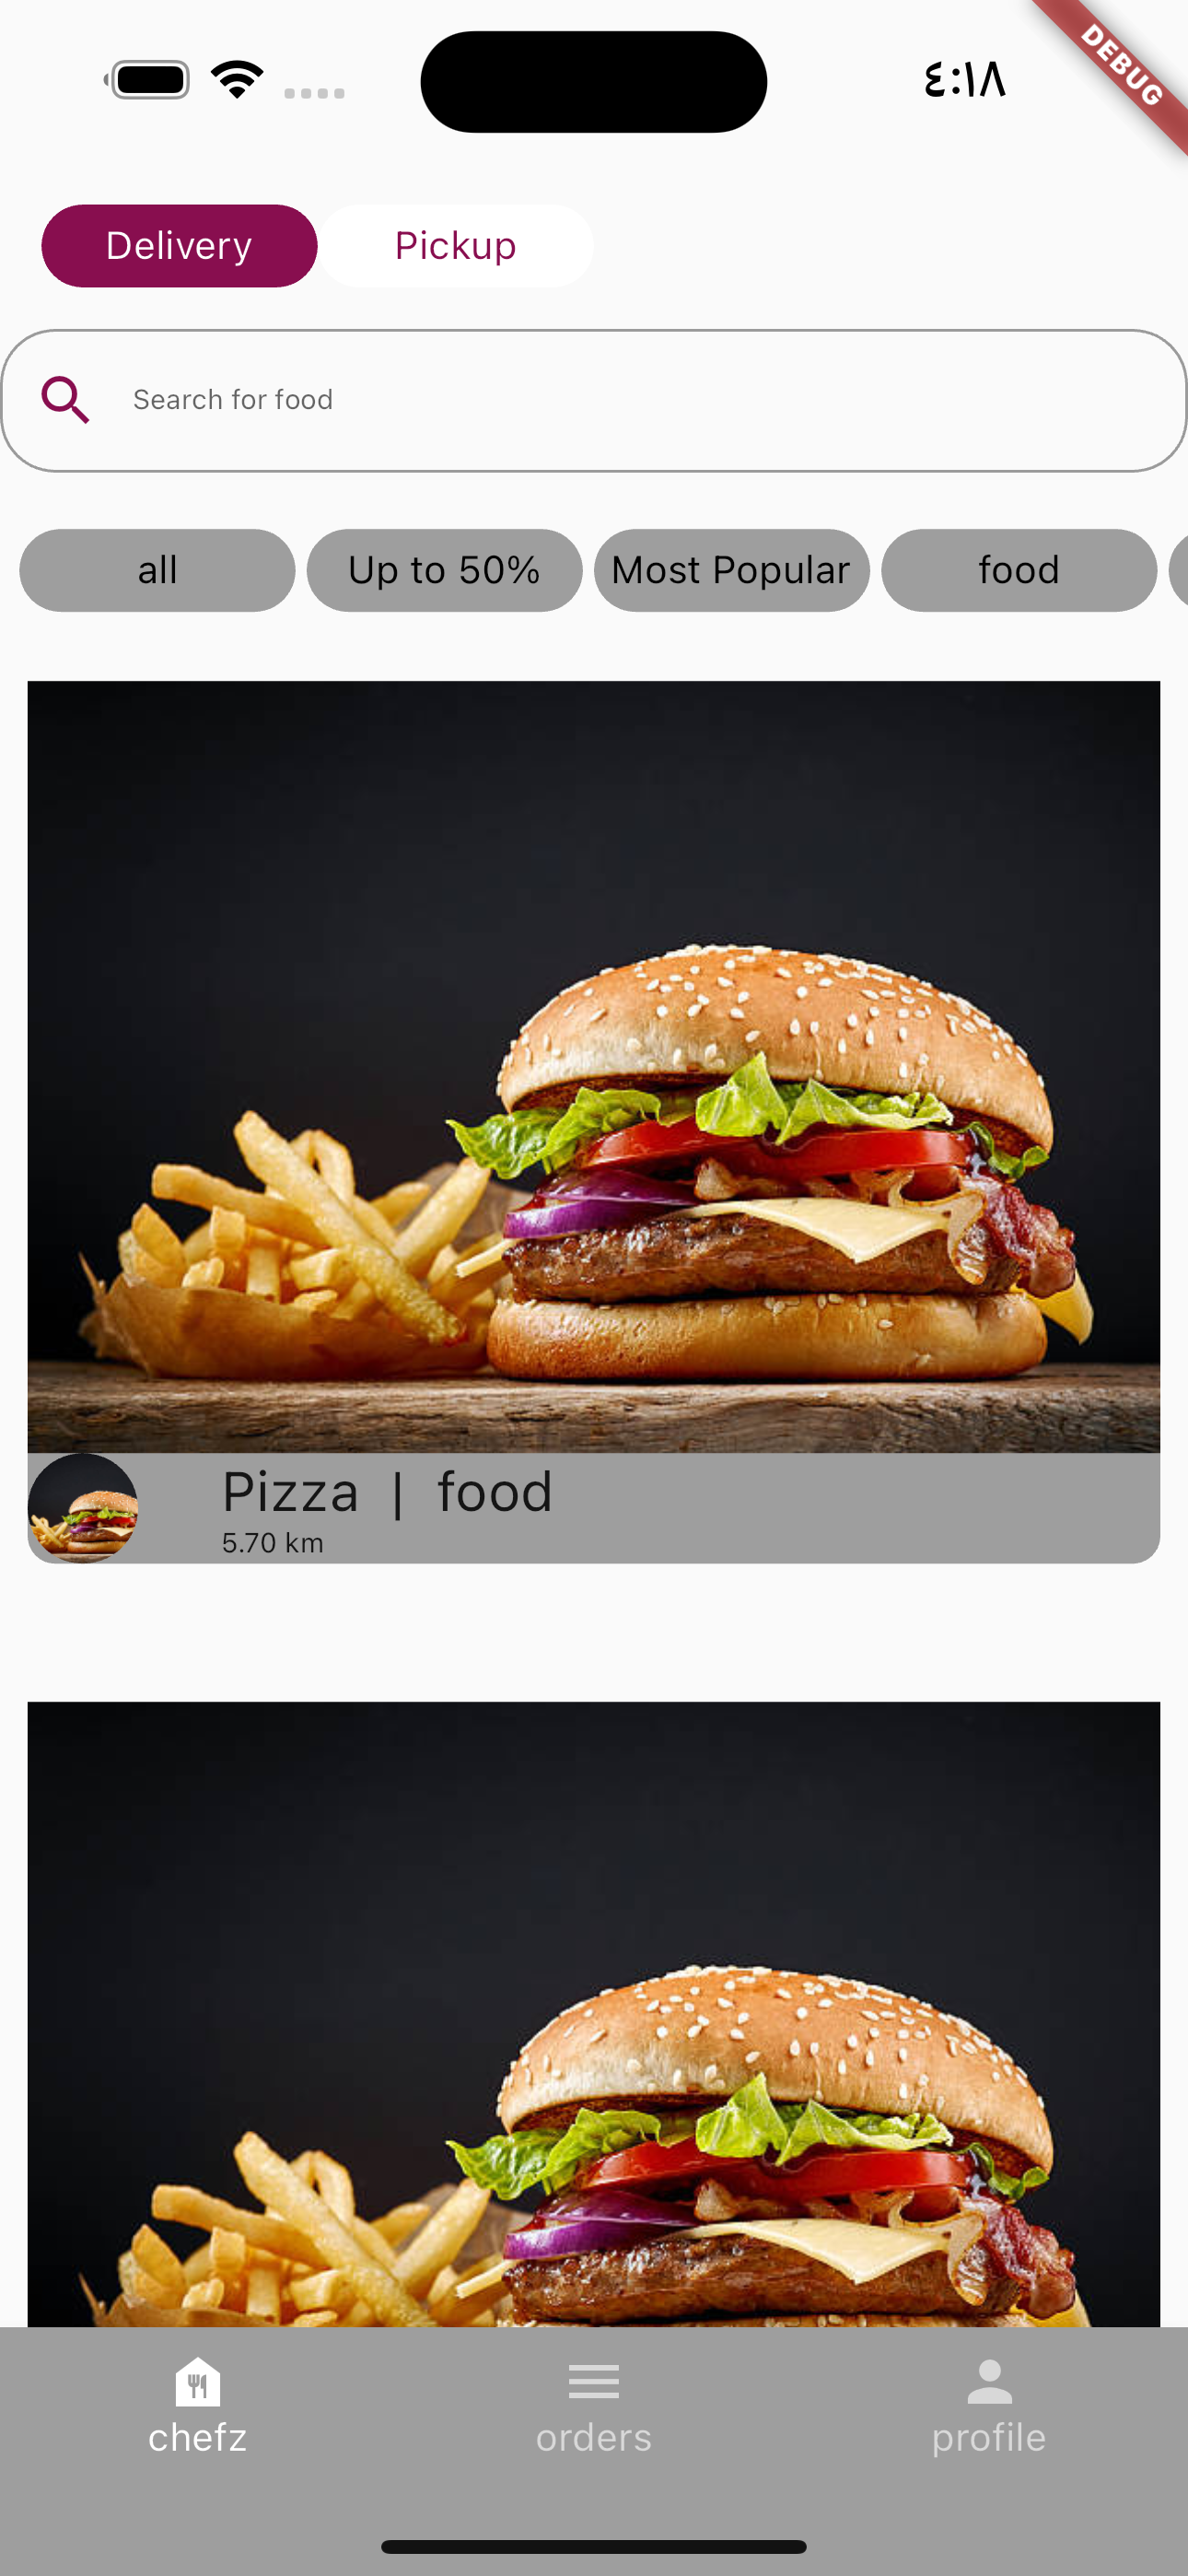 ٤:١٨
DEBUG
Delivery
Pickup
Search for food
all
Up to 50%
Most Popular
food
Pizza | food
5.70 km
chefz
orders
profile